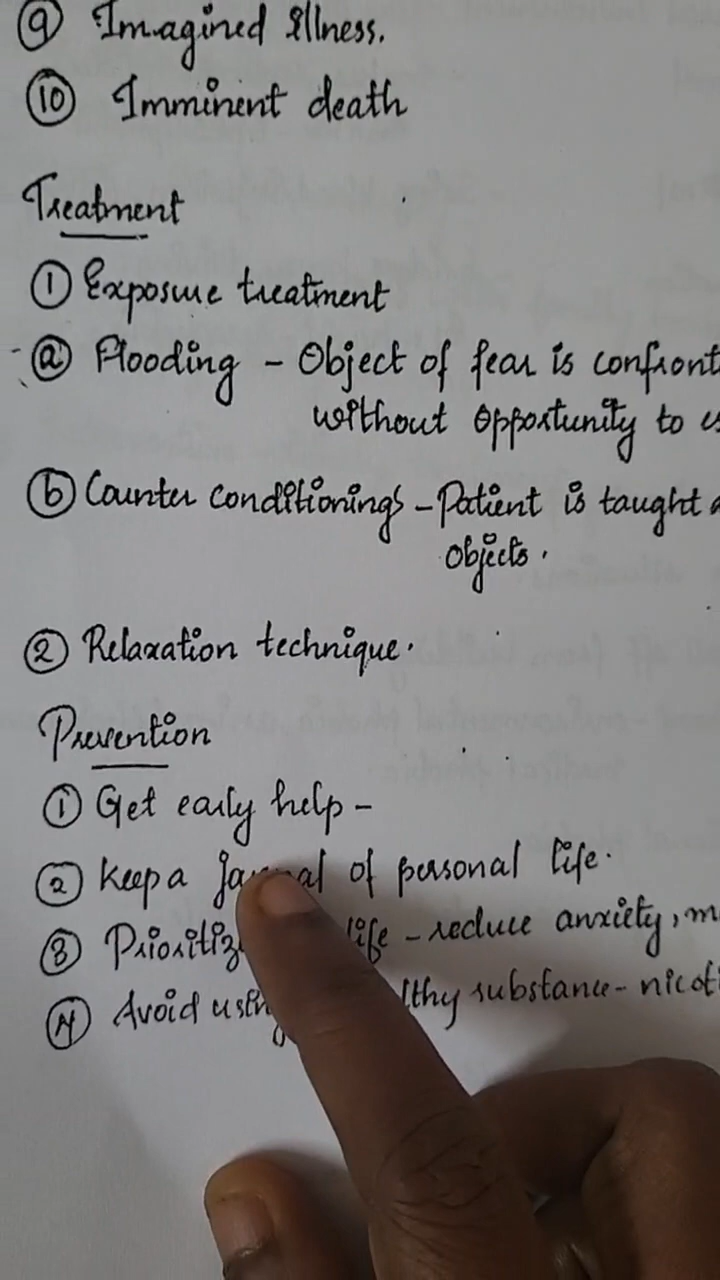 ⑨ Imagined illness.
⑩ Imminent death
Treatment
① Exposure treatment
ⓐ Flooding - Object of fear is confront
without opportunity to
ⓑ Counter conditionings - Patient is taught
objects.
② Relaxation technique.
Prevention
① Get early help -
② Keep a of personal life.
③ life - reduce anxiety,
④ Avoid substance - nicoti